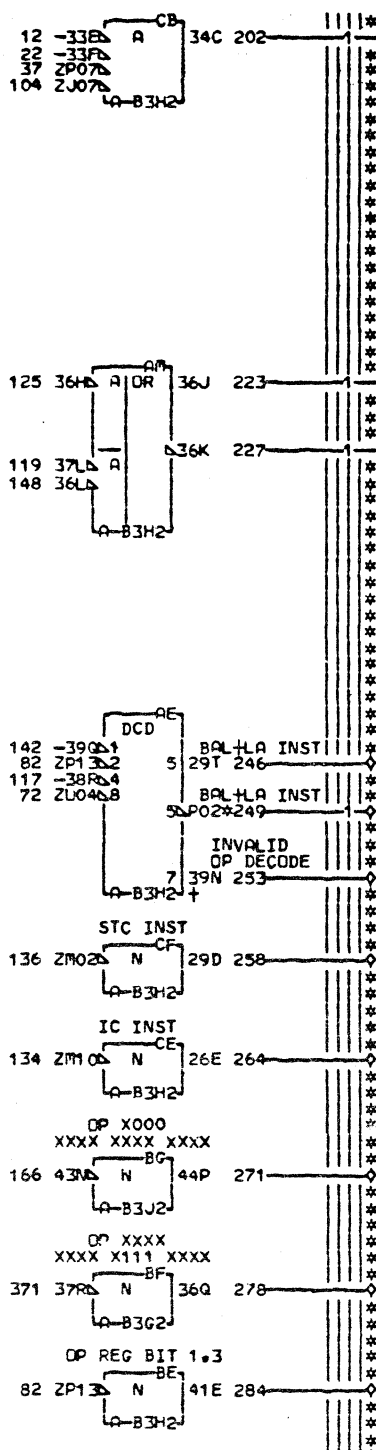 CB
12 -33E A 34C 202 1
22 -33F
37 ZP07
104 ZJ07
A-B3H2
AM
125 36H A OR 36J 223 1
36K 227 1
119 37L A
148 36L
A-B3H2
AE
DCD
142 -39Q 1 BAL+LA INST
82 ZP13 2 5 29T 246
117 -38R 4 BAL+LA INST
72 ZU04 8 5 P02*249 1
INVALID
OP DECODE
7 39N 253
A-B3H2 +
STC INST
CF
136 ZM02 N 29D 258
A-B3H2
IC INST
CE
134 ZM10 N 26E 264
A-B3H2
OP X000
XXXX XXXX XXXX
BG
166 43N N 44P 271
A-B3J2
OP XXXX
XXXX X111 XXXX
BF
371 37R N 36Q 278
A-B3G2
OP REG BIT 1.3
BE
82 ZP13 N 41E 284
A-B3H2